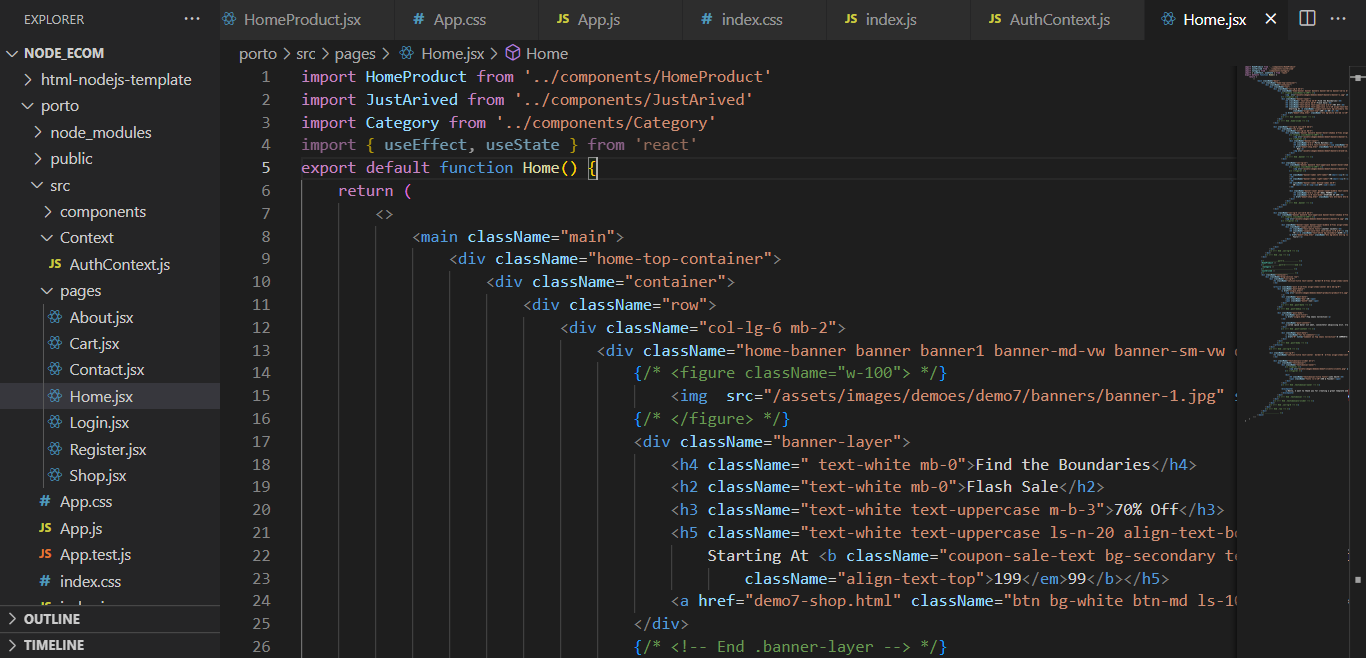 EXPLORER ···
NODE_ECOM
html-nodejs-template
porto
node_modules
public
src
components
Context
JS AuthContext.js
pages
About.jsx
Cart.jsx
Contact.jsx
Home.jsx
Login.jsx
Register.jsx
Shop.jsx
# App.css
JS App.js
JS App.test.js
# index.css
OUTLINE
TIMELINE
HomeProduct.jsx # App.css JS App.js # index.css JS index.js JS AuthContext.js Home.jsx ···
porto > src > pages > Home.jsx > Home
1 import HomeProduct from '../components/HomeProduct'
2 import JustArived from '../components/JustArived'
3 import Category from '../components/Category'
4 import { useEffect, useState } from 'react'
5 export default function Home() {
6 return (
7 <>
8 <main className="main">
9 <div className="home-top-container">
10 <div className="container">
11 <div className="row">
12 <div className="col-lg-6 mb-2">
13 <div className="home-banner banner banner1 banner-md-vw banner-sm-vw
14 {/* <figure className="w-100"> */}
15 <img  src="/assets/images/demoes/demo7/banners/banner-1.jpg"
16 {/* </figure> */}
17 <div className="banner-layer">
18 <h4 className=" text-white mb-0">Find the Boundaries</h4>
19 <h2 className="text-white mb-0">Flash Sale</h2>
20 <h3 className="text-white text-uppercase m-b-3">70% Off</h3>
21 <h5 className="text-white text-uppercase ls-n-20
22 Starting At <b className="coupon-sale-text bg-secondary
23 className="align-text-top">199</em>99</b></h5>
24 <a href="demo7-shop.html" className="btn bg-white btn-md
25 </div>
26 {/* <!-- End .banner-layer --> */}